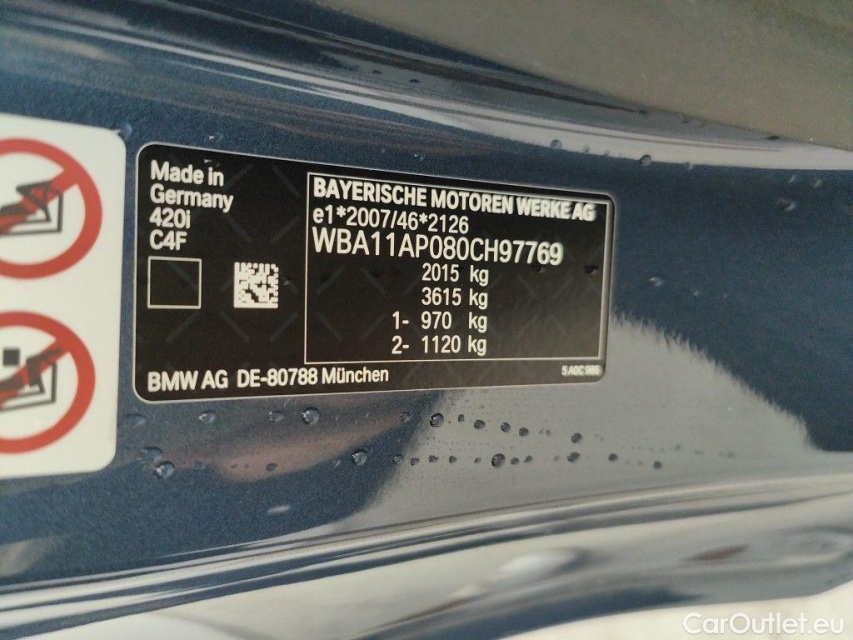 Made in
Germany
420i
C4F
BAYERISCHE MOTOREN WERKE AG
e1*2007/46*2126
WBA11AP080CH97769
2015 kg
3615 kg
1- 970 kg
2- 1120 kg
BMW AG DE-80788 München
CarOutlet.eu